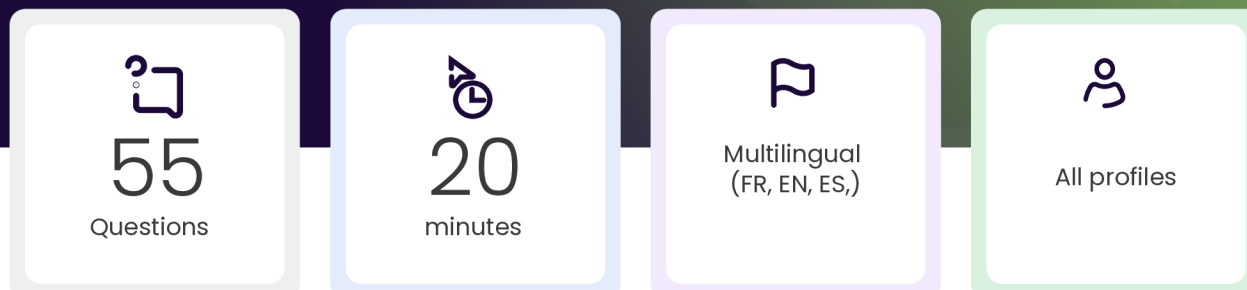 55
Questions
20
minutes
Multilingual
(FR, EN, ES,)
All profiles